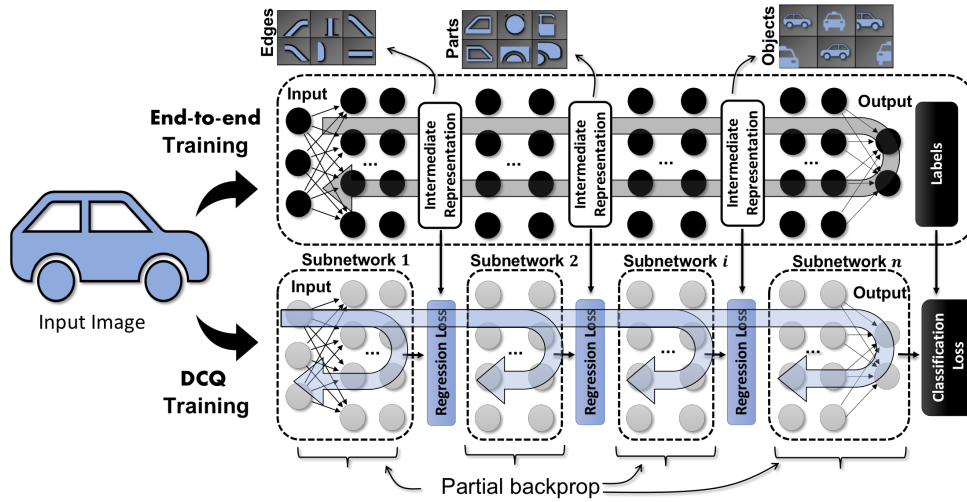 Edges
Parts
Objects
Input
Output
End-to-end
Training
...
...
...
...
Intermediate
Representation
Intermediate
Representation
Intermediate
Representation
Labels
Input Image
DCQ
Training
Subnetwork 1
Subnetwork 2
Subnetwork i
Subnetwork n
Input
Output
...
...
...
...
Regression Loss
Regression Loss
Regression Loss
Classification
Loss
Partial backprop